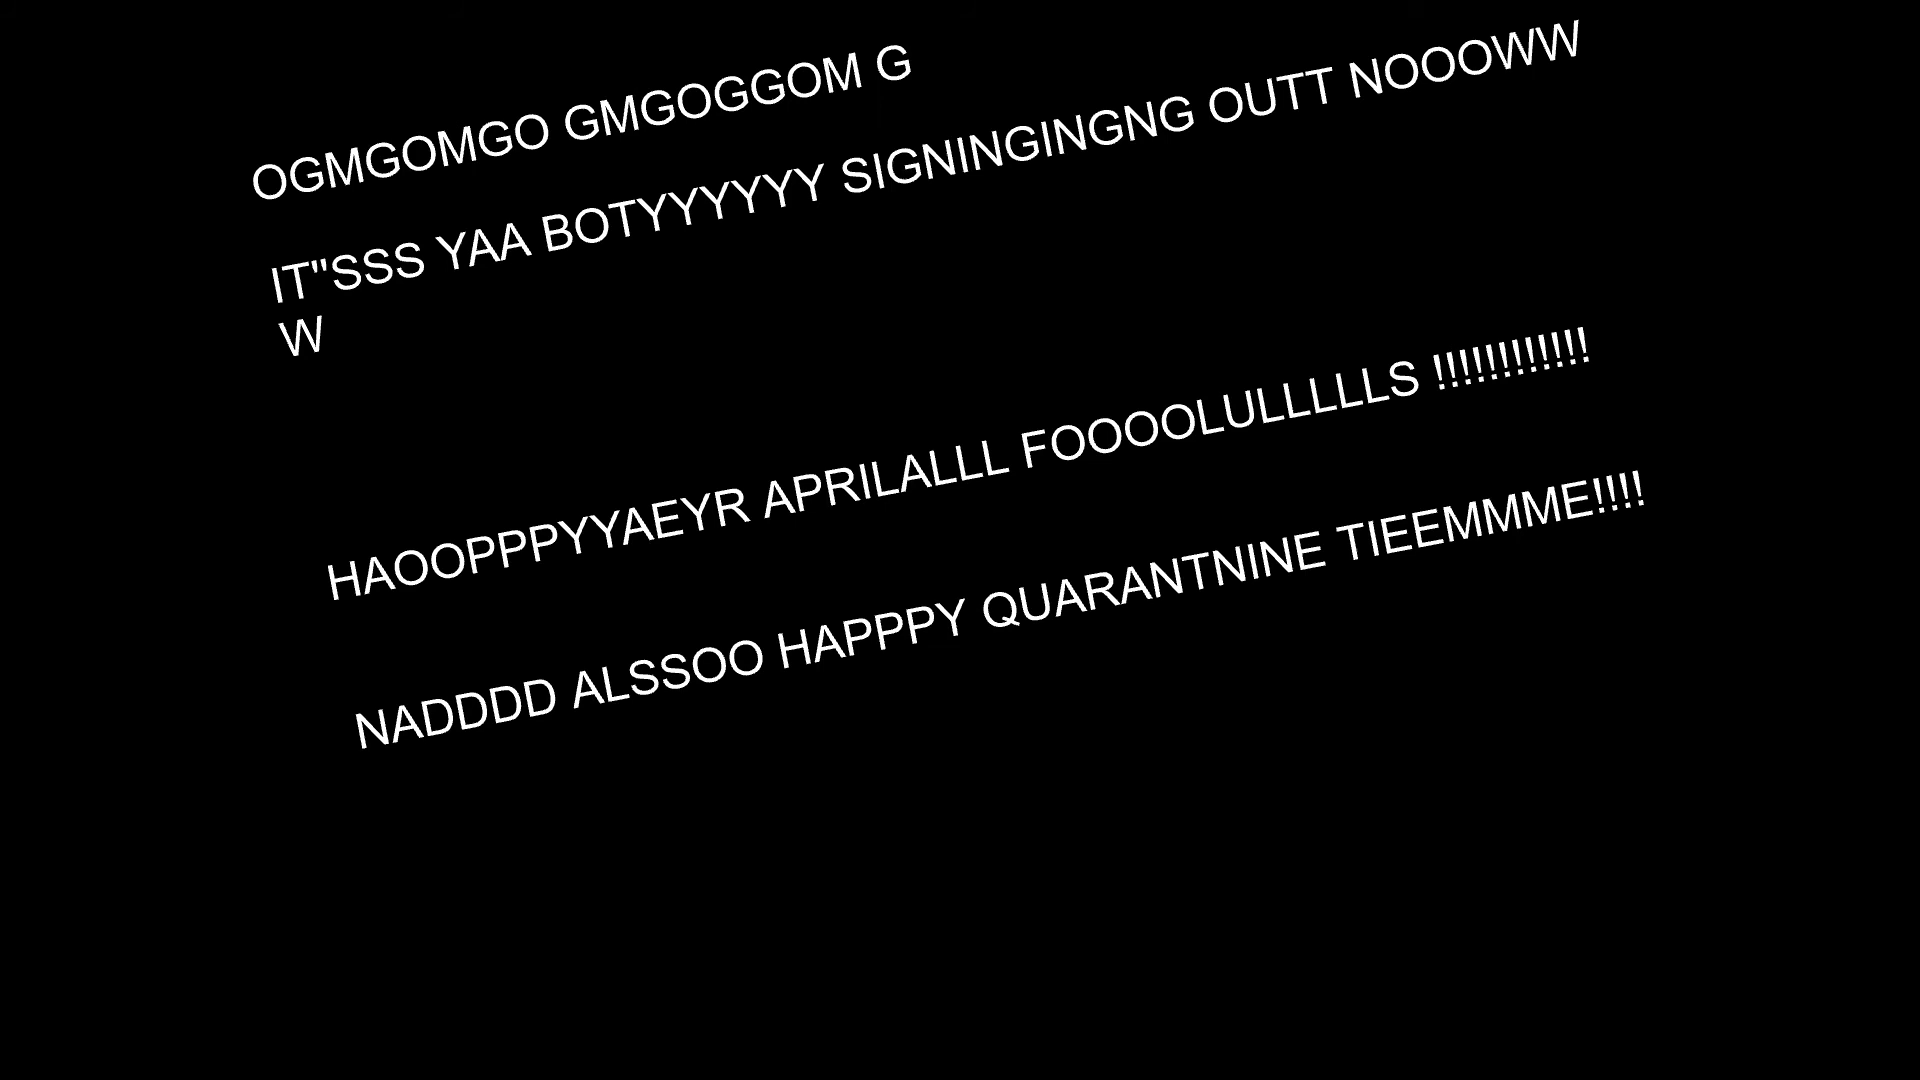 OGMGOMGO GMGOGGOM G
IT"SSS YAA BOTYYYYYY SIGNINGINGNG OUTT NOOOWW
W
HAOOPPPYYAEYR APRILALLL FOOOOLULLLLLS !!!!!!!!!!!!
NADDDD ALSSOO HAPPPY QUARANTNINE TIEEMMME!!!!